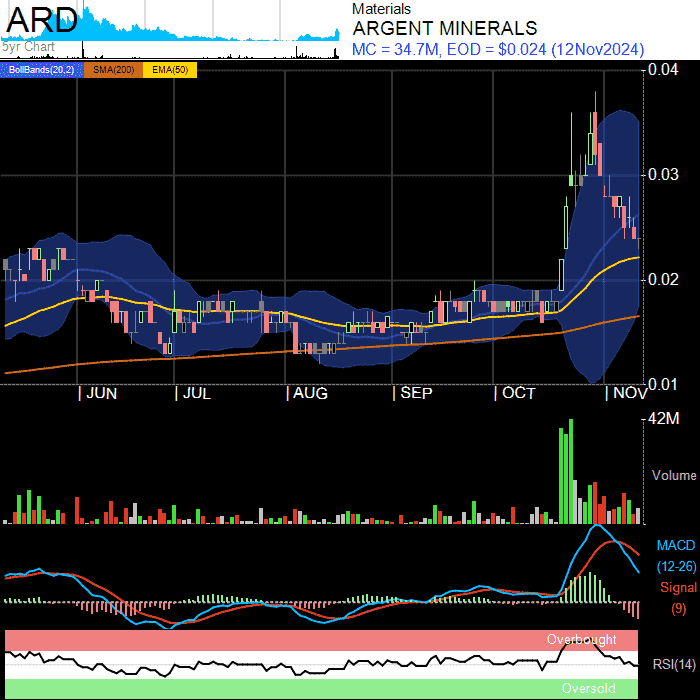 ARD
5yr Chart
Materials
ARGENT MINERALS
MC = 34.7M, EOD = $0.024 (12Nov2024)
BollBands(20,2) SMA(200) EMA(50)
0.04
0.03
0.02
0.01
JUN JUL AUG SEP OCT NOV
42M
Volume
MACD
(12-26)
Signal
(9)
Overbought
RSI(14)
Oversold